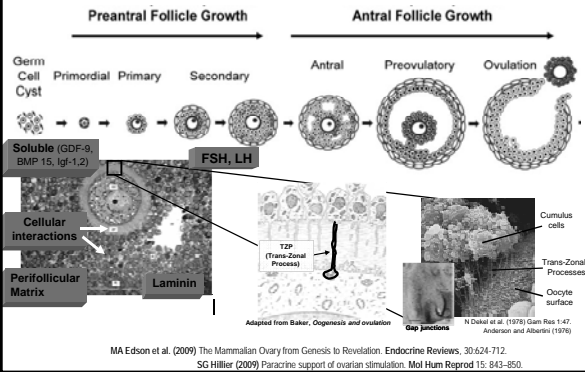 Preantral Follicle Growth
Antral Follicle Growth
Germ
Cell
Cyst
Primordial
Primary
Secondary
Antral
Preovulatory
Ovulation
Soluble (GDF-9,
BMP 15, Igf-1,2)
FSH, LH
Cellular
interactions
Perifollicular
Matrix
Laminin
TZP
(Trans-Zonal
Process)
Adapted from Baker, Oogenesis and ovulation
Cumulus
cells
Trans-Zonal
Processes
Oocyte
surface
Gap junctions
N Dekel et al. (1978) Gam Res 1:47.
Anderson and Albertini (1976)
MA Edson et al. (2009) The Mammalian Ovary from Genesis to Revelation. Endocrine Reviews, 30:624-712.
SG Hillier (2009) Paracrine support of ovarian stimulation. Mol Hum Reprod 15: 843–850.